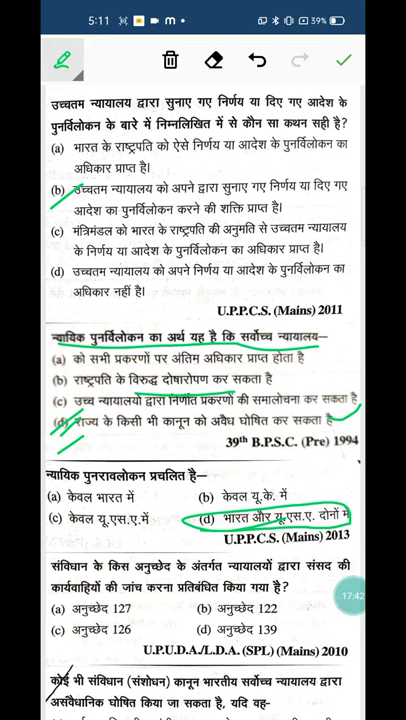 5:11
39%
उच्चतम न्यायालय द्वारा सुनाए गए निर्णय या दिए गए आदेश के
पुनर्विलोकन के बारे में निम्नलिखित में से कौन सा कथन सही है?
(a) भारत के राष्ट्रपति को ऐसे निर्णय या आदेश के पुनर्विलोकन का
अधिकार प्राप्त है।
(b) उच्चतम न्यायालय को अपने द्वारा सुनाए गए निर्णय या दिए गए
आदेश का पुनर्विलोकन करने की शक्ति प्राप्त है।
(c) मंत्रिमंडल को भारत के राष्ट्रपति की अनुमति से उच्चतम न्यायालय
के निर्णय या आदेश के पुनर्विलोकन का अधिकार प्राप्त है।
(d) उच्चतम न्यायालय को अपने निर्णय या आदेश के पुनर्विलोकन का
अधिकार नहीं है।
U.P.P.C.S. (Mains) 2011
न्यायिक पुनर्विलोकन का अर्थ यह है कि सर्वोच्च न्यायालय–
(a) को सभी प्रकरणों पर अंतिम अधिकार प्राप्त होता है
(b) राष्ट्रपति के विरुद्ध दोषारोपण कर सकता है
(c) उच्च न्यायालयों द्वारा निर्णीत प्रकरणों की समालोचना कर सकता है
(d) राज्य के किसी भी कानून को अवैध घोषित कर सकता है
39th B.P.S.C. (Pre) 1994
न्यायिक पुनरावलोकन प्रचलित है–
(a) केवल भारत में (b) केवल यू.के. में
(c) केवल यू.एस.ए.में (d) भारत और यू.एस.ए. दोनों में
U.P.P.C.S. (Mains) 2013
संविधान के किस अनुच्छेद के अंतर्गत न्यायालयों द्वारा संसद की
कार्यवाहियों की जांच करना प्रतिबंधित किया गया है?
17:42
(a) अनुच्छेद 127 (b) अनुच्छेद 122
(c) अनुच्छेद 126 (d) अनुच्छेद 139
U.P.U.D.A./L.D.A. (SPL) (Mains) 2010
कोई भी संविधान (संशोधन) कानून भारतीय सर्वोच्च न्यायालय द्वारा
असंवैधानिक घोषित किया जा सकता है, यदि वह–